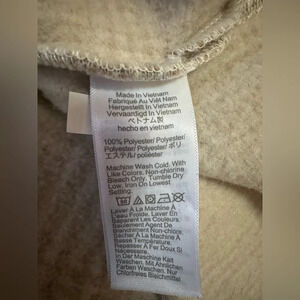 Made In Vietnam
Fabriqué Au Viêt Nam
Hergestellt In Vietnam
Vervaardigd In Vietnam
ベトナム製
hecho en vietnam
100% Polyester/Polyester/
Polyester/Polyester/ポリ
エステル/poliéster
Machine Wash Cold. With
Like Colors. Non-chlorine
Bleach Only. Tumble Dry
Low. Iron On Lowest
Setting.
Laver À La Machine À
L'eau Froide. Laver En
Séparant Les Couleurs.
Seulement Agent De
Blanchiment Non-chlore.
Sécher À La Machine À
Basse Température.
Repasser À Fer Doux Si
Nécessaire.
In Der Maschine Kalt
Waschen. Mit Ähnlichen
Farben Waschen. Nur
Chlorfreies Bleichmittel